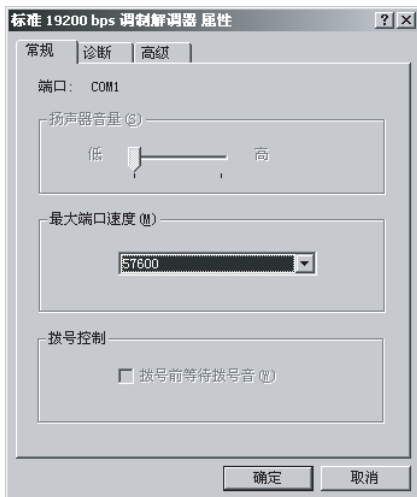 标准 19200 bps 调制解调器 属性
常规 诊断 高级
端口: COM1
扬声器音量(S)
低 高
最大端口速度(M)
57600
拨号控制
拨号前等待拨号音(W)
确定 取消